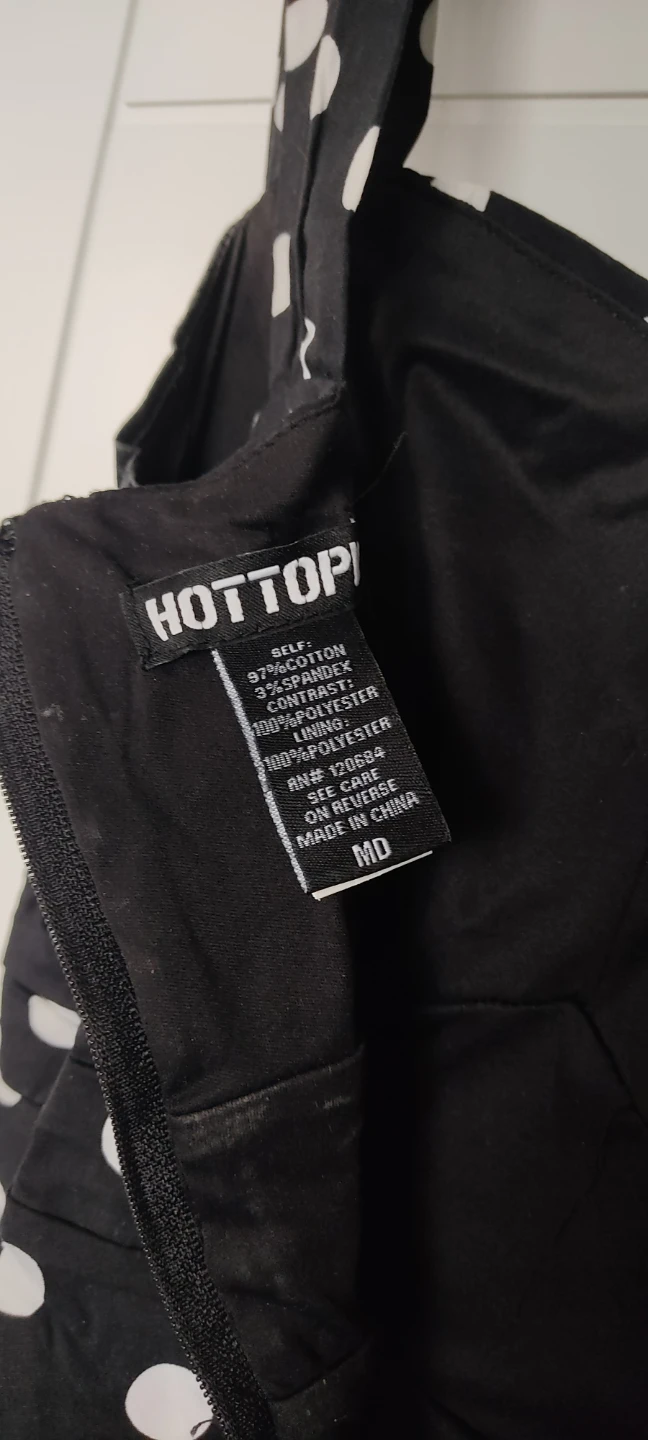 HOTTOPI
SELF:
97%COTTON
3%SPANDEX
CONTRAST:
100%POLYESTER
LINING:
100%POLYESTER
RN# 120684
SEE CARE
ON REVERSE
MADE IN CHINA
MD